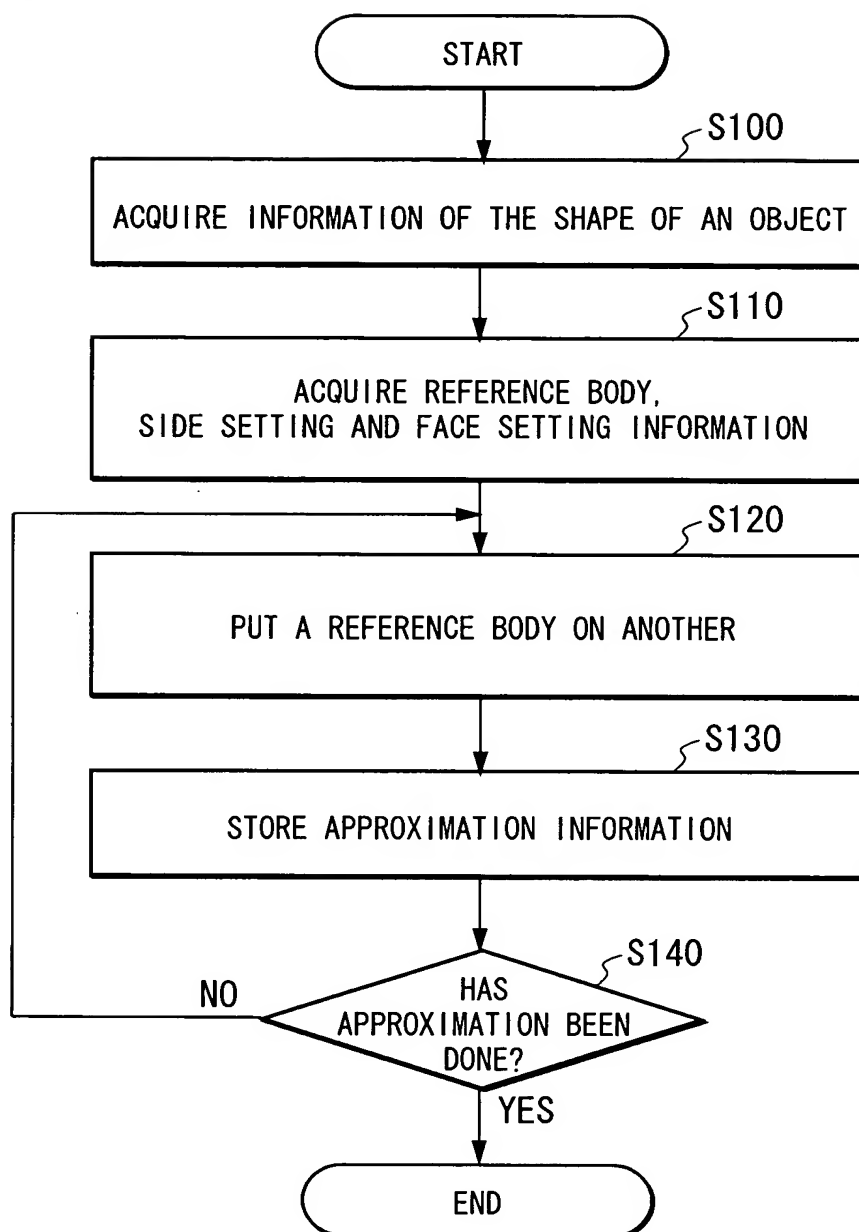 START
S100
ACQUIRE INFORMATION OF THE SHAPE OF AN OBJECT
S110
ACQUIRE REFERENCE BODY,
SIDE SETTING AND FACE SETTING INFORMATION
S120
PUT A REFERENCE BODY ON ANOTHER
S130
STORE APPROXIMATION INFORMATION
S140
NO
HAS
APPROXIMATION BEEN
DONE?
YES
END